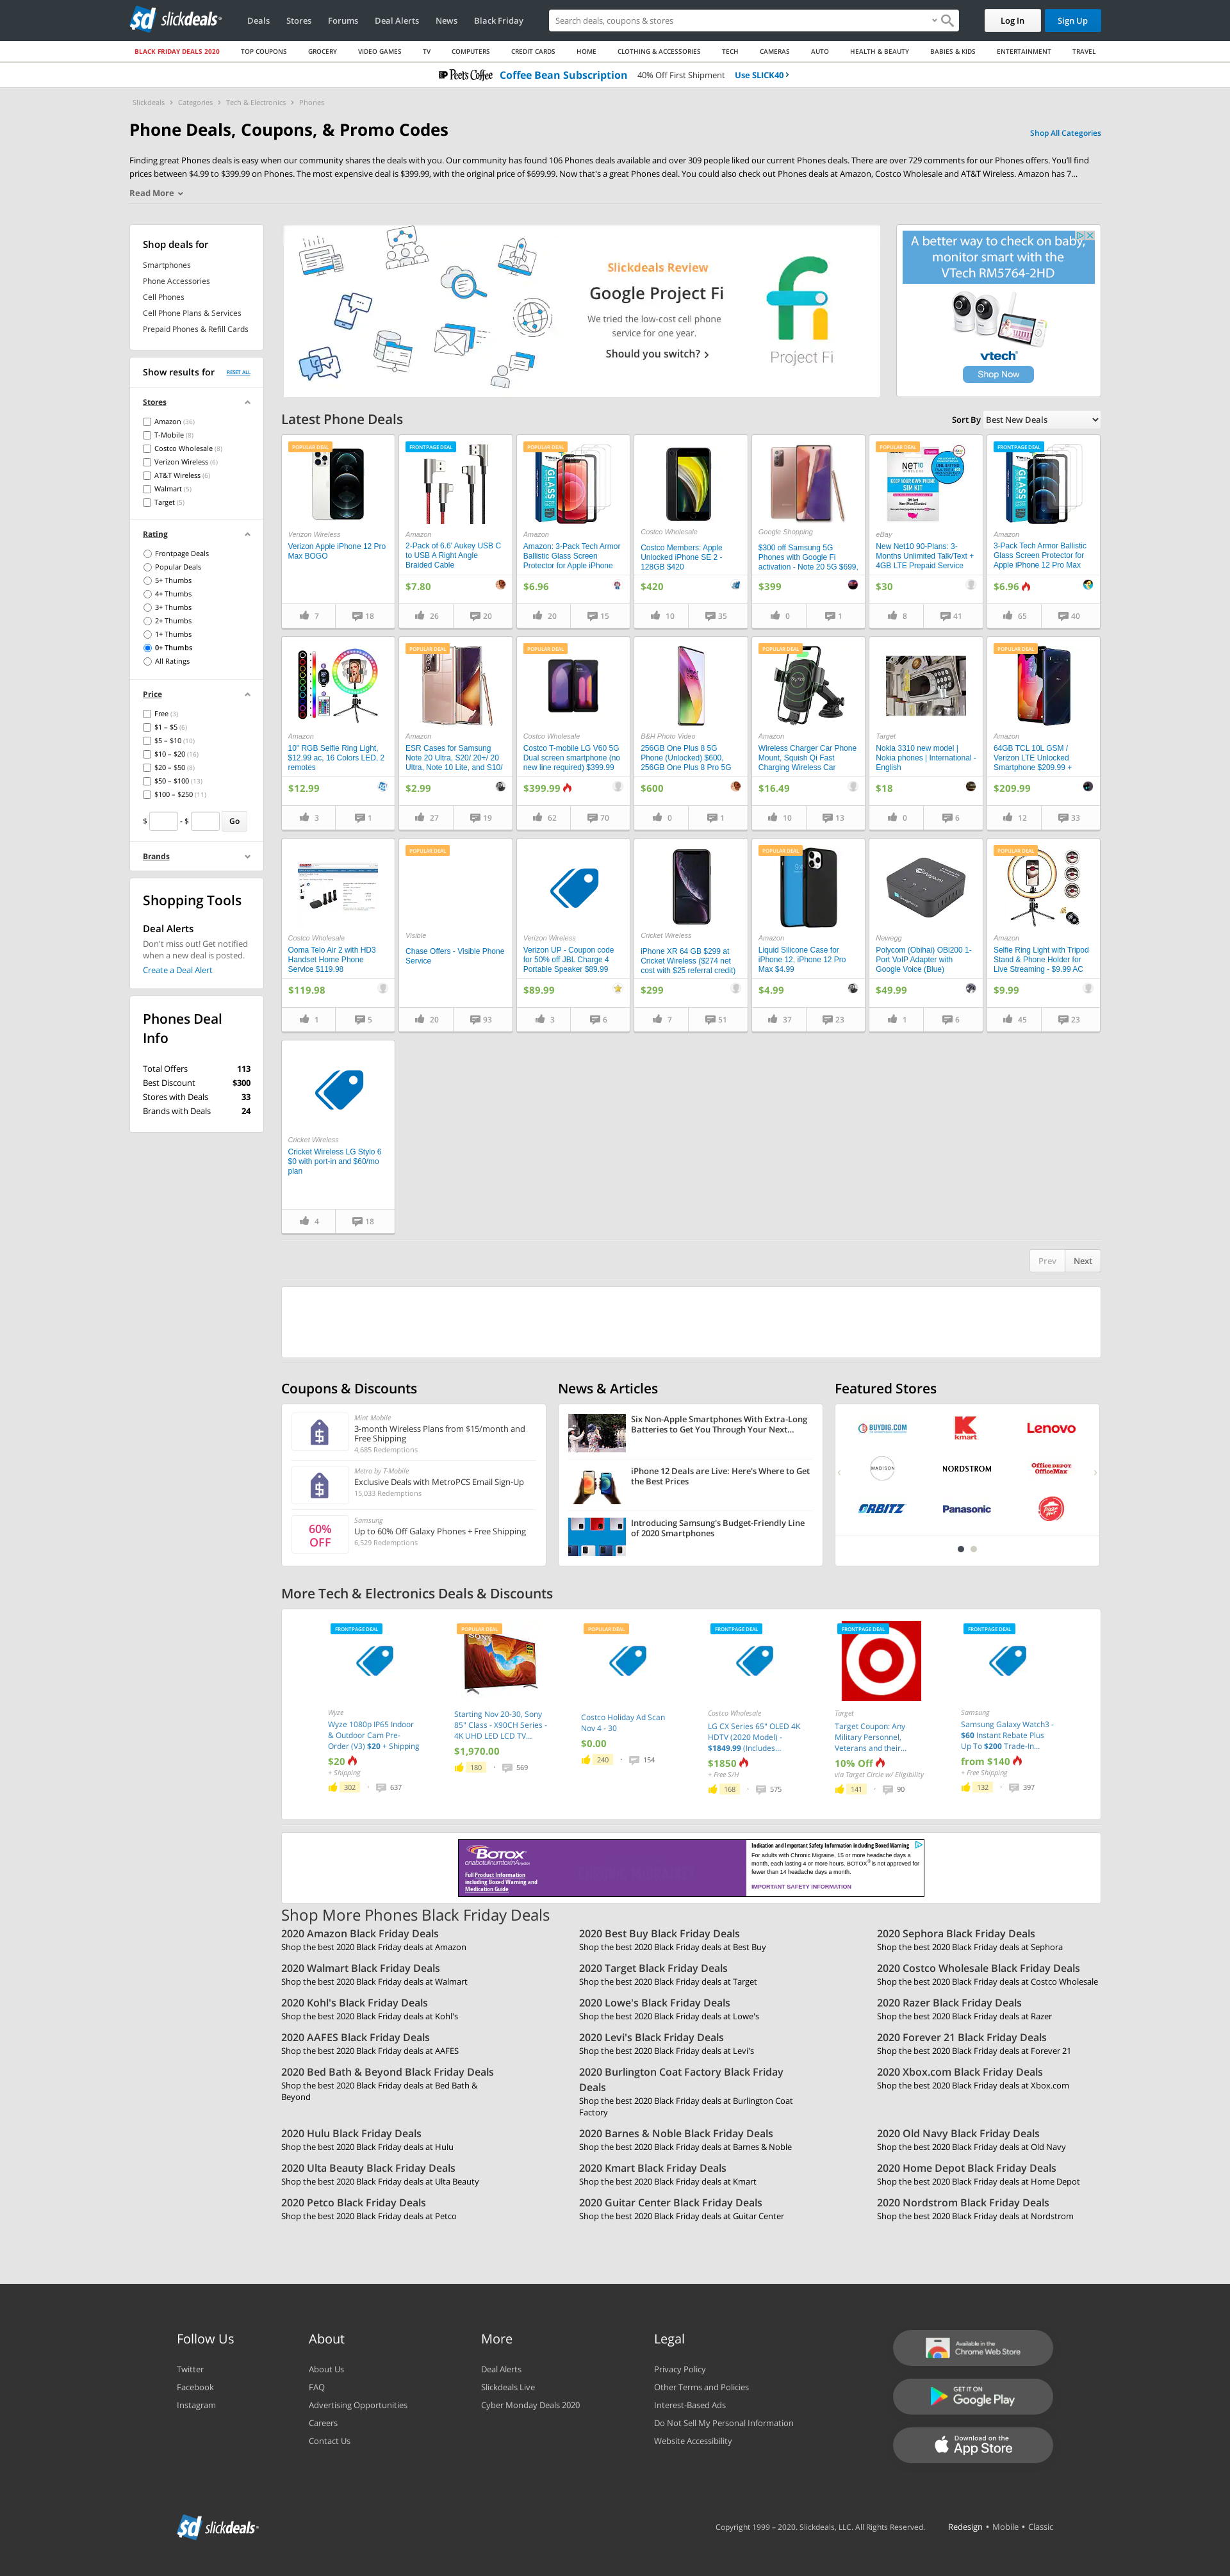 slickdeals
Deals
Stores
Forums
Deal Alerts
News
Black Friday
Search deals, coupons & stores
Log In
Sign Up
BLACK FRIDAY DEALS 2020
TOP COUPONS
GROCERY
VIDEO GAMES
TV
COMPUTERS
CREDIT CARDS
HOME
CLOTHING & ACCESSORIES
TECH
CAMERAS
AUTO
HEALTH & BEAUTY
BABIES & KIDS
ENTERTAINMENT
TRAVEL
Peet's Coffee Coffee Bean Subscription 40% Off First Shipment Use SLICK40 >
Slickdeals > Categories > Tech & Electronics > Phones
Phone Deals, Coupons, & Promo Codes
Shop All Categories
Finding great Phones deals is easy when our community shares the deals with you. Our community has found 106 Phones deals available and over 309 people liked our current Phones deals. There are over 729 comments for our Phones offers. You'll find
prices between $4.99 to $399.99 on Phones. The most expensive deal is $399.99, with the original price of $699.99. Now that's a great Phones deal. You could also check out Phones deals at Amazon, Costco Wholesale and AT&T Wireless. Amazon has 7...
Read More
Shop deals for
Smartphones
Phone Accessories
Cell Phones
Cell Phone Plans & Services
Prepaid Phones & Refill Cards
Show results for
RESET ALL
Stores
Amazon (36)
T-Mobile (8)
Costco Wholesale (8)
Verizon Wireless (6)
AT&T Wireless (6)
Walmart (5)
Target (5)
Rating
Frontpage Deals
Popular Deals
5+ Thumbs
4+ Thumbs
3+ Thumbs
2+ Thumbs
1+ Thumbs
0+ Thumbs
All Ratings
Price
Free (3)
$1 – $5 (6)
$5 – $10 (10)
$10 – $20 (16)
$20 – $50 (8)
$50 – $100 (13)
$100 – $250 (11)
$ - $ Go
Brands
Shopping Tools
Deal Alerts
Don't miss out! Get notified
when a new deal is posted.
Create a Deal Alert
Phones Deal
Info
Total Offers 113
Best Discount $300
Stores with Deals 33
Brands with Deals 24
Slickdeals Review
Google Project Fi
We tried the low-cost cell phone
service for one year.
Should you switch? >
Project Fi
A better way to check on baby,
monitor smart with the
VTech RM5764-2HD
vtech
Shop Now
Latest Phone Deals
Sort By Best New Deals
POPULAR DEAL
Verizon Wireless
Verizon Apple iPhone 12 Pro
Max BOGO
7 18
FRONTPAGE DEAL
Amazon
2-Pack of 6.6' Aukey USB C
to USB A Right Angle
Braided Cable
$7.80
26 20
POPULAR DEAL
Amazon
Amazon: 3-Pack Tech Armor
Ballistic Glass Screen
Protector for Apple iPhone
$6.96
20 15
Costco Wholesale
Costco Members: Apple
Unlocked iPhone SE 2 -
128GB $420
$420
10 35
Google Shopping
$300 off Samsung 5G
Phones with Google Fi
activation - Note 20 5G $699,
$399
0 1
POPULAR DEAL
NET10
KEEP YOUR OWN PHONE
SIM KIT
eBay
New Net10 90-Plans: 3-
Months Unlimited Talk/Text +
4GB LTE Prepaid Service
$30
8 41
FRONTPAGE DEAL
Amazon
3-Pack Tech Armor Ballistic
Glass Screen Protector for
Apple iPhone 12 Pro Max
$6.96
65 40
Amazon
10" RGB Selfie Ring Light,
$12.99 ac, 16 Colors LED, 2
remotes
$12.99
3 1
POPULAR DEAL
Amazon
ESR Cases for Samsung
Note 20 Ultra, S20/ 20+/ 20
Ultra, Note 10 Lite, and S10/
$2.99
27 19
POPULAR DEAL
Costco Wholesale
Costco T-mobile LG V60 5G
Dual screen smartphone (no
new line required) $399.99
$399.99
62 70
POPULAR DEAL
B&H Photo Video
256GB One Plus 8 5G
Phone (Unlocked) $600,
256GB One Plus 8 Pro 5G
$600
0 1
POPULAR DEAL
Amazon
Wireless Charger Car Phone
Mount, Squish Qi Fast
Charging Wireless Car
$16.49
10 13
Target
Nokia 3310 new model |
Nokia phones | International -
English
$18
0 6
POPULAR DEAL
Amazon
64GB TCL 10L GSM /
Verizon LTE Unlocked
Smartphone $209.99 +
$209.99
12 33
Costco Wholesale
Ooma Telo Air 2 with HD3
Handset Home Phone
Service $119.98
$119.98
1 5
POPULAR DEAL
Visible
Chase Offers - Visible Phone
Service
20 93
Verizon Wireless
Verizon UP - Coupon code
for 50% off JBL Charge 4
Portable Speaker $89.99
$89.99
3 6
Cricket Wireless
iPhone XR 64 GB $299 at
Cricket Wireless ($274 net
cost with $25 referral credit)
$299
7 51
POPULAR DEAL
Amazon
Liquid Silicone Case for
iPhone 12, iPhone 12 Pro
Max $4.99
$4.99
37 23
Newegg
Polycom (Obihai) OBi200 1-
Port VoIP Adapter with
Google Voice (Blue)
$49.99
1 6
POPULAR DEAL
Amazon
Selfie Ring Light with Tripod
Stand & Phone Holder for
Live Streaming - $9.99 AC
$9.99
45 23
Cricket Wireless
Cricket Wireless LG Stylo 6
$0 with port-in and $60/mo
plan
4 18
Prev Next
Coupons & Discounts
Mint Mobile
3-month Wireless Plans from $15/month and
Free Shipping
4,685 Redemptions
Metro by T-Mobile
Exclusive Deals with MetroPCS Email Sign-Up
15,033 Redemptions
60%
OFF
Samsung
Up to 60% Off Galaxy Phones + Free Shipping
6,529 Redemptions
News & Articles
Six Non-Apple Smartphones With Extra-Long
Batteries to Get You Through Your Next...
iPhone 12 Deals are Live: Here's Where to Get
the Best Prices
Introducing Samsung's Budget-Friendly Line
of 2020 Smartphones
Featured Stores
BUYDIG.COM
kmart
Lenovo
MADISON
NORDSTROM
Office DEPOT
OfficeMax
ORBITZ
Panasonic
More Tech & Electronics Deals & Discounts
FRONTPAGE DEAL
Wyze
Wyze 1080p IP65 Indoor
& Outdoor Cam Pre-
Order (V3) $20 + Shipping
$20
+ Shipping
302 • 637
POPULAR DEAL
SONY
Starting Nov 20-30, Sony
85" Class - X90CH Series -
4K UHD LED LCD TV...
$1,970.00
180 • 569
POPULAR DEAL
Costco Holiday Ad Scan
Nov 4 - 30
$0.00
240 • 154
FRONTPAGE DEAL
Costco Wholesale
LG CX Series 65" OLED 4K
HDTV (2020 Model) -
$1849.99 (Includes...
$1850
+ Free S/H
168 • 575
FRONTPAGE DEAL
Target
Target Coupon: Any
Military Personnel,
Veterans and their...
10% Off
via Target Circle w/ Eligibility
141 • 90
FRONTPAGE DEAL
Samsung
Samsung Galaxy Watch3 -
$60 Instant Rebate Plus
Up To $200 Trade-In...
from $140
+ Free Shipping
132 • 397
BOTOX
onabotulinumtoxinA
Full Product Information
including Boxed Warning and
Medication Guide
Indication and Important Safety Information including Boxed Warning
For adults with Chronic Migraine, 15 or more headache days a
month, each lasting 4 or more hours. BOTOX® is not approved for
fewer than 14 headache days a month.
IMPORTANT SAFETY INFORMATION
Shop More Phones Black Friday Deals
2020 Amazon Black Friday Deals
Shop the best 2020 Black Friday deals at Amazon
2020 Best Buy Black Friday Deals
Shop the best 2020 Black Friday deals at Best Buy
2020 Sephora Black Friday Deals
Shop the best 2020 Black Friday deals at Sephora
2020 Walmart Black Friday Deals
Shop the best 2020 Black Friday deals at Walmart
2020 Target Black Friday Deals
Shop the best 2020 Black Friday deals at Target
2020 Costco Wholesale Black Friday Deals
Shop the best 2020 Black Friday deals at Costco Wholesale
2020 Kohl's Black Friday Deals
Shop the best 2020 Black Friday deals at Kohl's
2020 Lowe's Black Friday Deals
Shop the best 2020 Black Friday deals at Lowe's
2020 Razer Black Friday Deals
Shop the best 2020 Black Friday deals at Razer
2020 AAFES Black Friday Deals
Shop the best 2020 Black Friday deals at AAFES
2020 Levi's Black Friday Deals
Shop the best 2020 Black Friday deals at Levi's
2020 Forever 21 Black Friday Deals
Shop the best 2020 Black Friday deals at Forever 21
2020 Bed Bath & Beyond Black Friday Deals
Shop the best 2020 Black Friday deals at Bed Bath &
Beyond
2020 Burlington Coat Factory Black Friday
Deals
Shop the best 2020 Black Friday deals at Burlington Coat
Factory
2020 Xbox.com Black Friday Deals
Shop the best 2020 Black Friday deals at Xbox.com
2020 Hulu Black Friday Deals
Shop the best 2020 Black Friday deals at Hulu
2020 Barnes & Noble Black Friday Deals
Shop the best 2020 Black Friday deals at Barnes & Noble
2020 Old Navy Black Friday Deals
Shop the best 2020 Black Friday deals at Old Navy
2020 Ulta Beauty Black Friday Deals
Shop the best 2020 Black Friday deals at Ulta Beauty
2020 Kmart Black Friday Deals
Shop the best 2020 Black Friday deals at Kmart
2020 Home Depot Black Friday Deals
Shop the best 2020 Black Friday deals at Home Depot
2020 Petco Black Friday Deals
Shop the best 2020 Black Friday deals at Petco
2020 Guitar Center Black Friday Deals
Shop the best 2020 Black Friday deals at Guitar Center
2020 Nordstrom Black Friday Deals
Shop the best 2020 Black Friday deals at Nordstrom
Follow Us
Twitter
Facebook
Instagram
About
About Us
FAQ
Advertising Opportunities
Careers
Contact Us
More
Deal Alerts
Slickdeals Live
Cyber Monday Deals 2020
Legal
Privacy Policy
Other Terms and Policies
Interest-Based Ads
Do Not Sell My Personal Information
Website Accessibility
Available in the
Chrome Web Store
GET IT ON
Google Play
Download on the
App Store
slickdeals
Copyright 1999 – 2020. Slickdeals, LLC. All Rights Reserved.
Redesign • Mobile • Classic